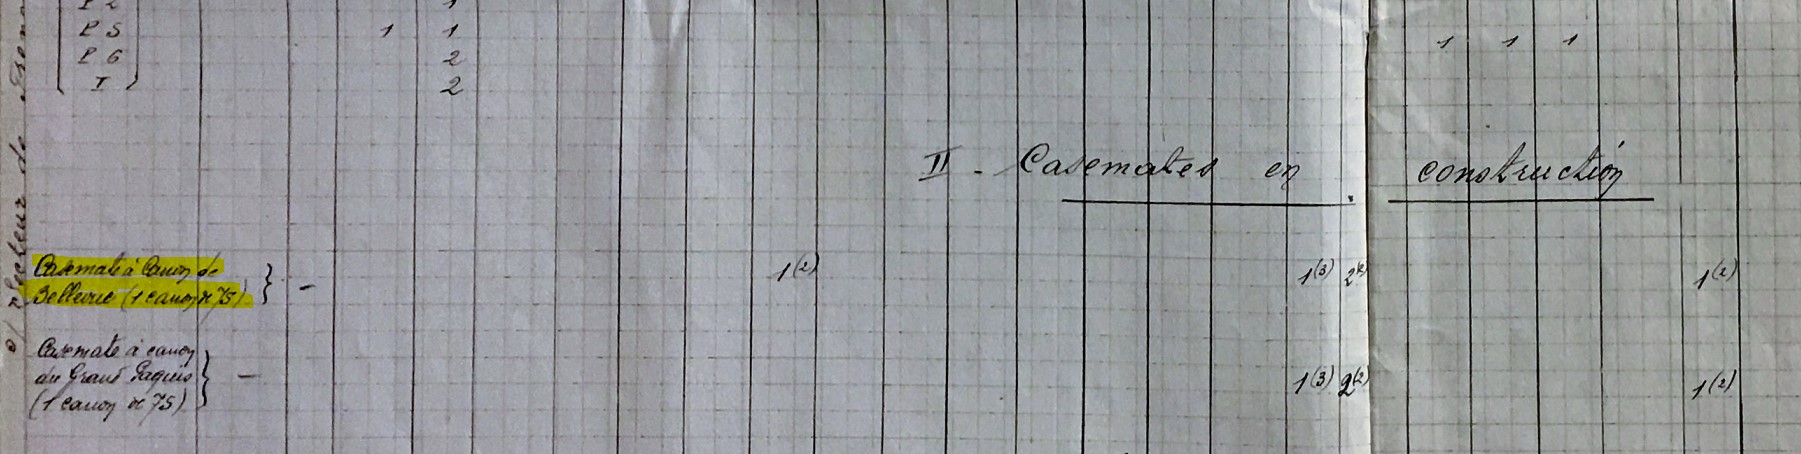 P 5 1 1 1 1 1
P 6 2
T 2
II - Casemates en construction
Casemate à Canon de
Bellevue (1 canon de 75) - 1(2) 1(3) 2(2) 1(2)
Casemate à canon
du Grand Paquis - 1(3) 2(2) 1(2)
(1 canon de 75)